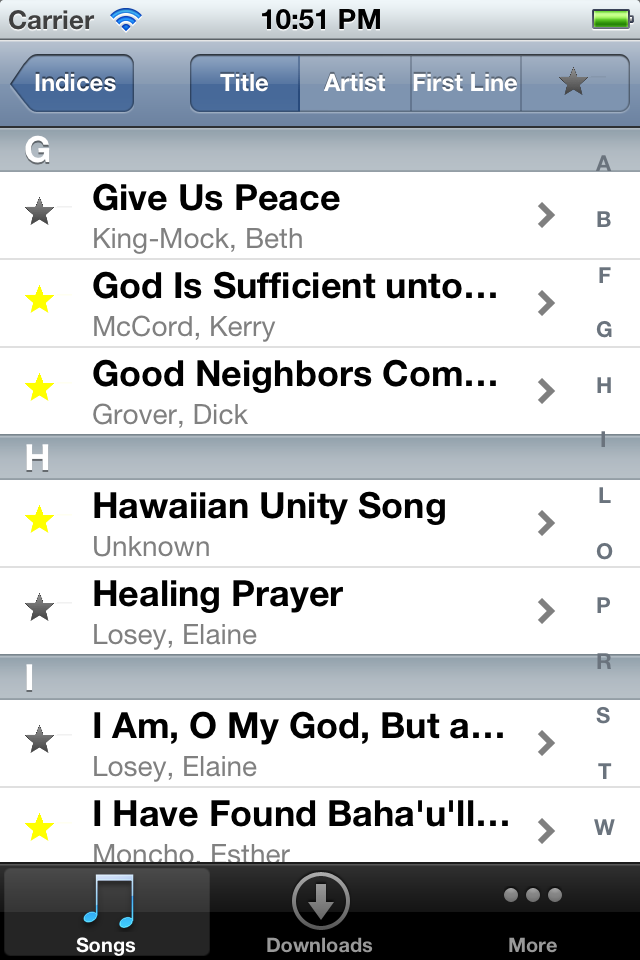 Carrier 10:51 PM
Indices Title Artist First Line
G
Give Us Peace
King-Mock, Beth
God Is Sufficient unto...
McCord, Kerry
Good Neighbors Com...
Grover, Dick
H
Hawaiian Unity Song
Unknown
Healing Prayer
Losey, Elaine
I
I Am, O My God, But a...
Losey, Elaine
I Have Found Baha'u'll...
Moncho, Esther
A
B
F
G
H
I
L
O
P
R
S
T
W
Songs Downloads More